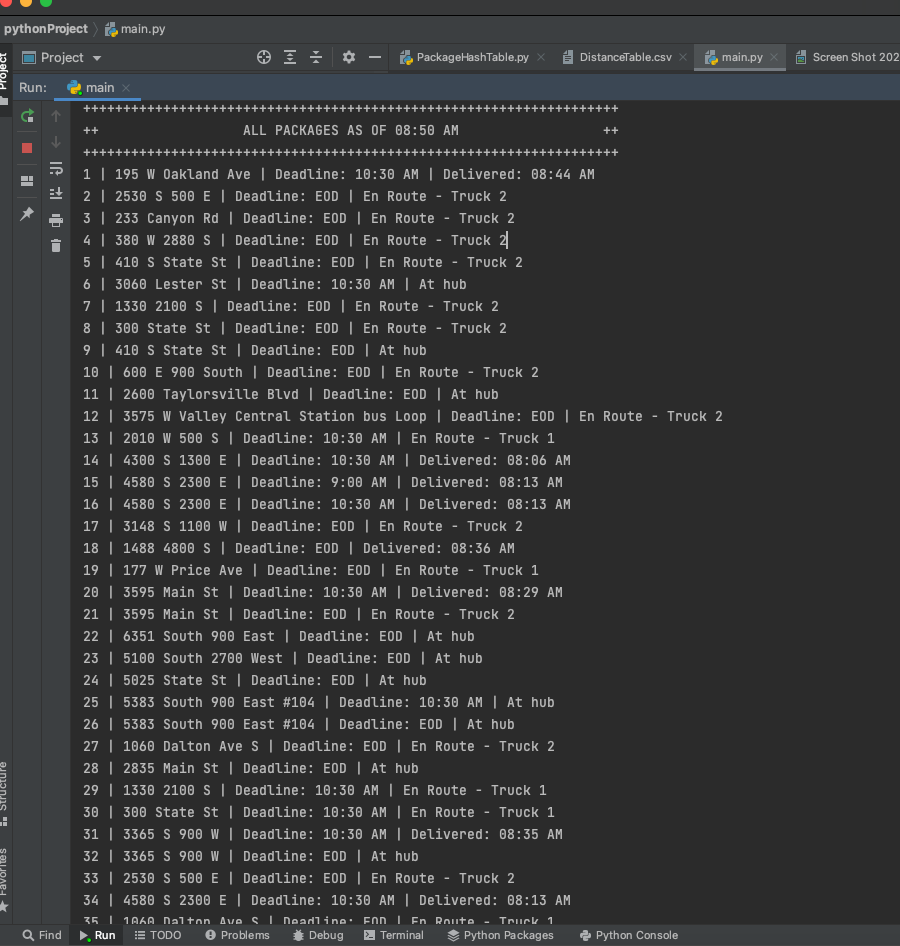 pythonProject 〉 main.py
Project
PackageHashTable.py
DistanceTable.csv
main.py
Screen Shot 202
Project
Run: main
++++++++++++++++++++++++++++++++++++++++++++++++++++++++++++++++++++
++ ALL PACKAGES AS OF 08:50 AM ++
++++++++++++++++++++++++++++++++++++++++++++++++++++++++++++++++++++
1 | 195 W Oakland Ave | Deadline: 10:30 AM | Delivered: 08:44 AM
2 | 2530 S 500 E | Deadline: EOD | En Route - Truck 2
3 | 233 Canyon Rd | Deadline: EOD | En Route - Truck 2
4 | 380 W 2880 S | Deadline: EOD | En Route - Truck 2
5 | 410 S State St | Deadline: EOD | En Route - Truck 2
6 | 3060 Lester St | Deadline: 10:30 AM | At hub
7 | 1330 2100 S | Deadline: EOD | En Route - Truck 2
8 | 300 State St | Deadline: EOD | En Route - Truck 2
9 | 410 S State St | Deadline: EOD | At hub
10 | 600 E 900 South | Deadline: EOD | En Route - Truck 2
11 | 2600 Taylorsville Blvd | Deadline: EOD | At hub
12 | 3575 W Valley Central Station bus Loop | Deadline: EOD | En Route - Truck 2
13 | 2010 W 500 S | Deadline: 10:30 AM | En Route - Truck 1
14 | 4300 S 1300 E | Deadline: 10:30 AM | Delivered: 08:06 AM
15 | 4580 S 2300 E | Deadline: 9:00 AM | Delivered: 08:13 AM
16 | 4580 S 2300 E | Deadline: 10:30 AM | Delivered: 08:13 AM
17 | 3148 S 1100 W | Deadline: EOD | En Route - Truck 2
18 | 1488 4800 S | Deadline: EOD | Delivered: 08:36 AM
19 | 177 W Price Ave | Deadline: EOD | En Route - Truck 1
20 | 3595 Main St | Deadline: 10:30 AM | Delivered: 08:29 AM
21 | 3595 Main St | Deadline: EOD | En Route - Truck 2
22 | 6351 South 900 East | Deadline: EOD | At hub
23 | 5100 South 2700 West | Deadline: EOD | At hub
24 | 5025 State St | Deadline: EOD | At hub
25 | 5383 South 900 East #104 | Deadline: 10:30 AM | At hub
26 | 5383 South 900 East #104 | Deadline: EOD | At hub
27 | 1060 Dalton Ave S | Deadline: EOD | En Route - Truck 2
28 | 2835 Main St | Deadline: EOD | At hub
29 | 1330 2100 S | Deadline: 10:30 AM | En Route - Truck 1
30 | 300 State St | Deadline: 10:30 AM | En Route - Truck 1
31 | 3365 S 900 W | Deadline: 10:30 AM | Delivered: 08:35 AM
32 | 3365 S 900 W | Deadline: EOD | At hub
33 | 2530 S 500 E | Deadline: EOD | En Route - Truck 2
34 | 4580 S 2300 E | Deadline: 10:30 AM | Delivered: 08:13 AM
35 | 1060 Dalton Ave S | Deadline: EOD | En Route - Truck 1
Structure
Favorites
Find
Run
TODO
Problems
Debug
Terminal
Python Packages
Python Console